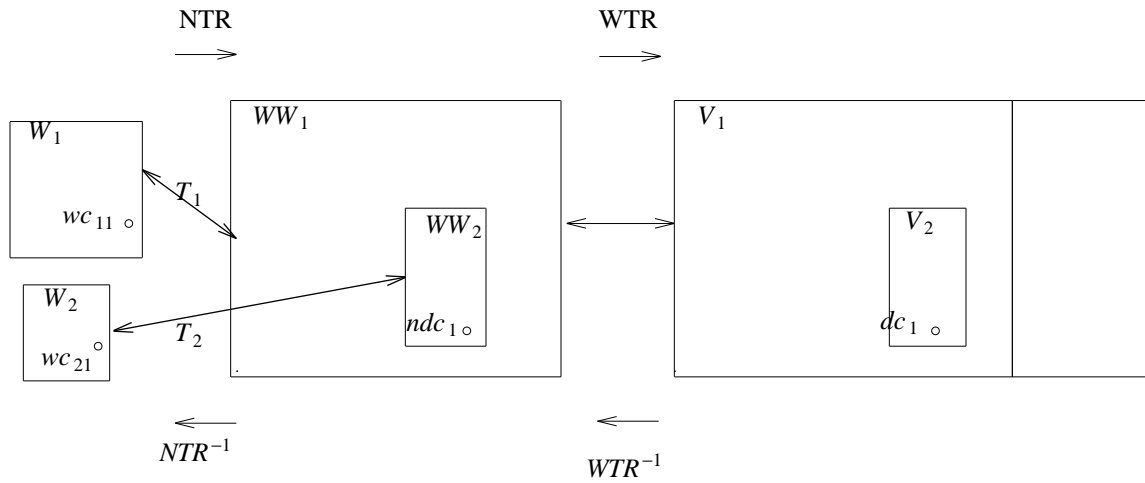 NTR
WTR
W₁
WW₁
V₁
T₁
wc₁₁
WW₂
V₂
W₂
wc₂₁
T₂
ndc₁
dc₁
NTR⁻¹
WTR⁻¹